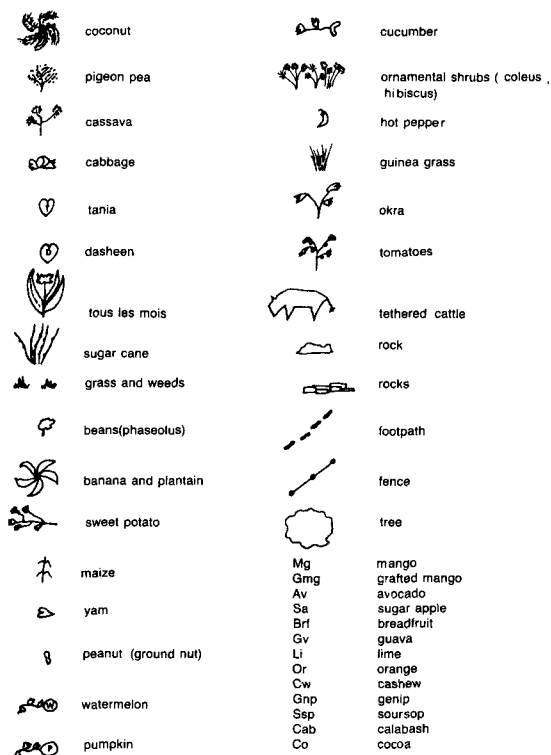 coconut
pigeon pea
cassava
cabbage
tania
dasheen
tous les mois
sugar cane
grass and weeds
beans(phaseolus)
banana and plantain
sweet potato
maize
yam
peanut (ground nut)
W
watermelon
P
pumpkin
cucumber
ornamental shrubs ( coleus ,
hibiscus)
hot pepper
guinea grass
okra
tomatoes
tethered cattle
rock
rocks
footpath
fence
tree
Mg mango
Gmg grafted mango
Av avocado
Sa sugar apple
Brf breadfruit
Gv guava
Li lime
Or orange
Cw cashew
Gnp genip
Ssp soursop
Cab calabash
Co cocoa